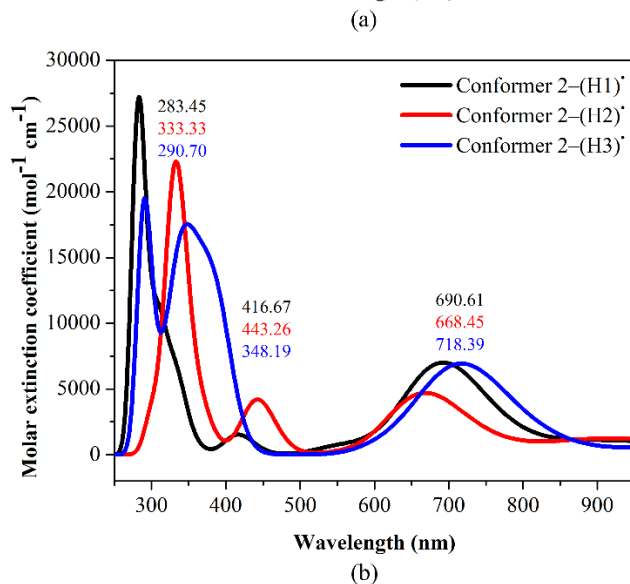 (a)
30000
25000
20000
15000
10000
5000
0
Molar extinction coefficient (mol⁻¹ cm⁻¹)
Conformer 2–(H1)•
Conformer 2–(H2)•
Conformer 2–(H3)•
283.45
333.33
290.70
416.67
443.26
348.19
690.61
668.45
718.39
300 400 500 600 700 800 900
Wavelength (nm)
(b)